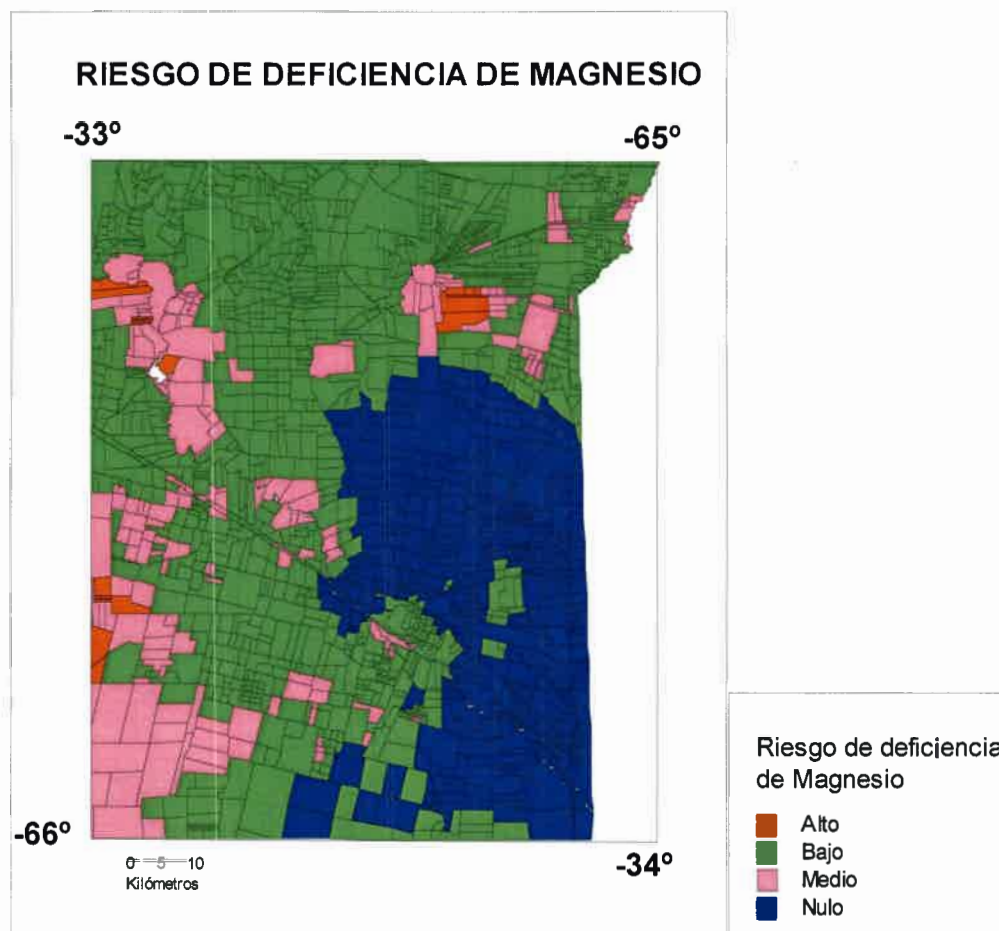 RIESGO DE DEFICIENCIA DE MAGNESIO
-33º -65º
-66º
-34º
0 5 10
Kilómetros
Riesgo de deficiencia
de Magnesio
Alto
Bajo
Medio
Nulo